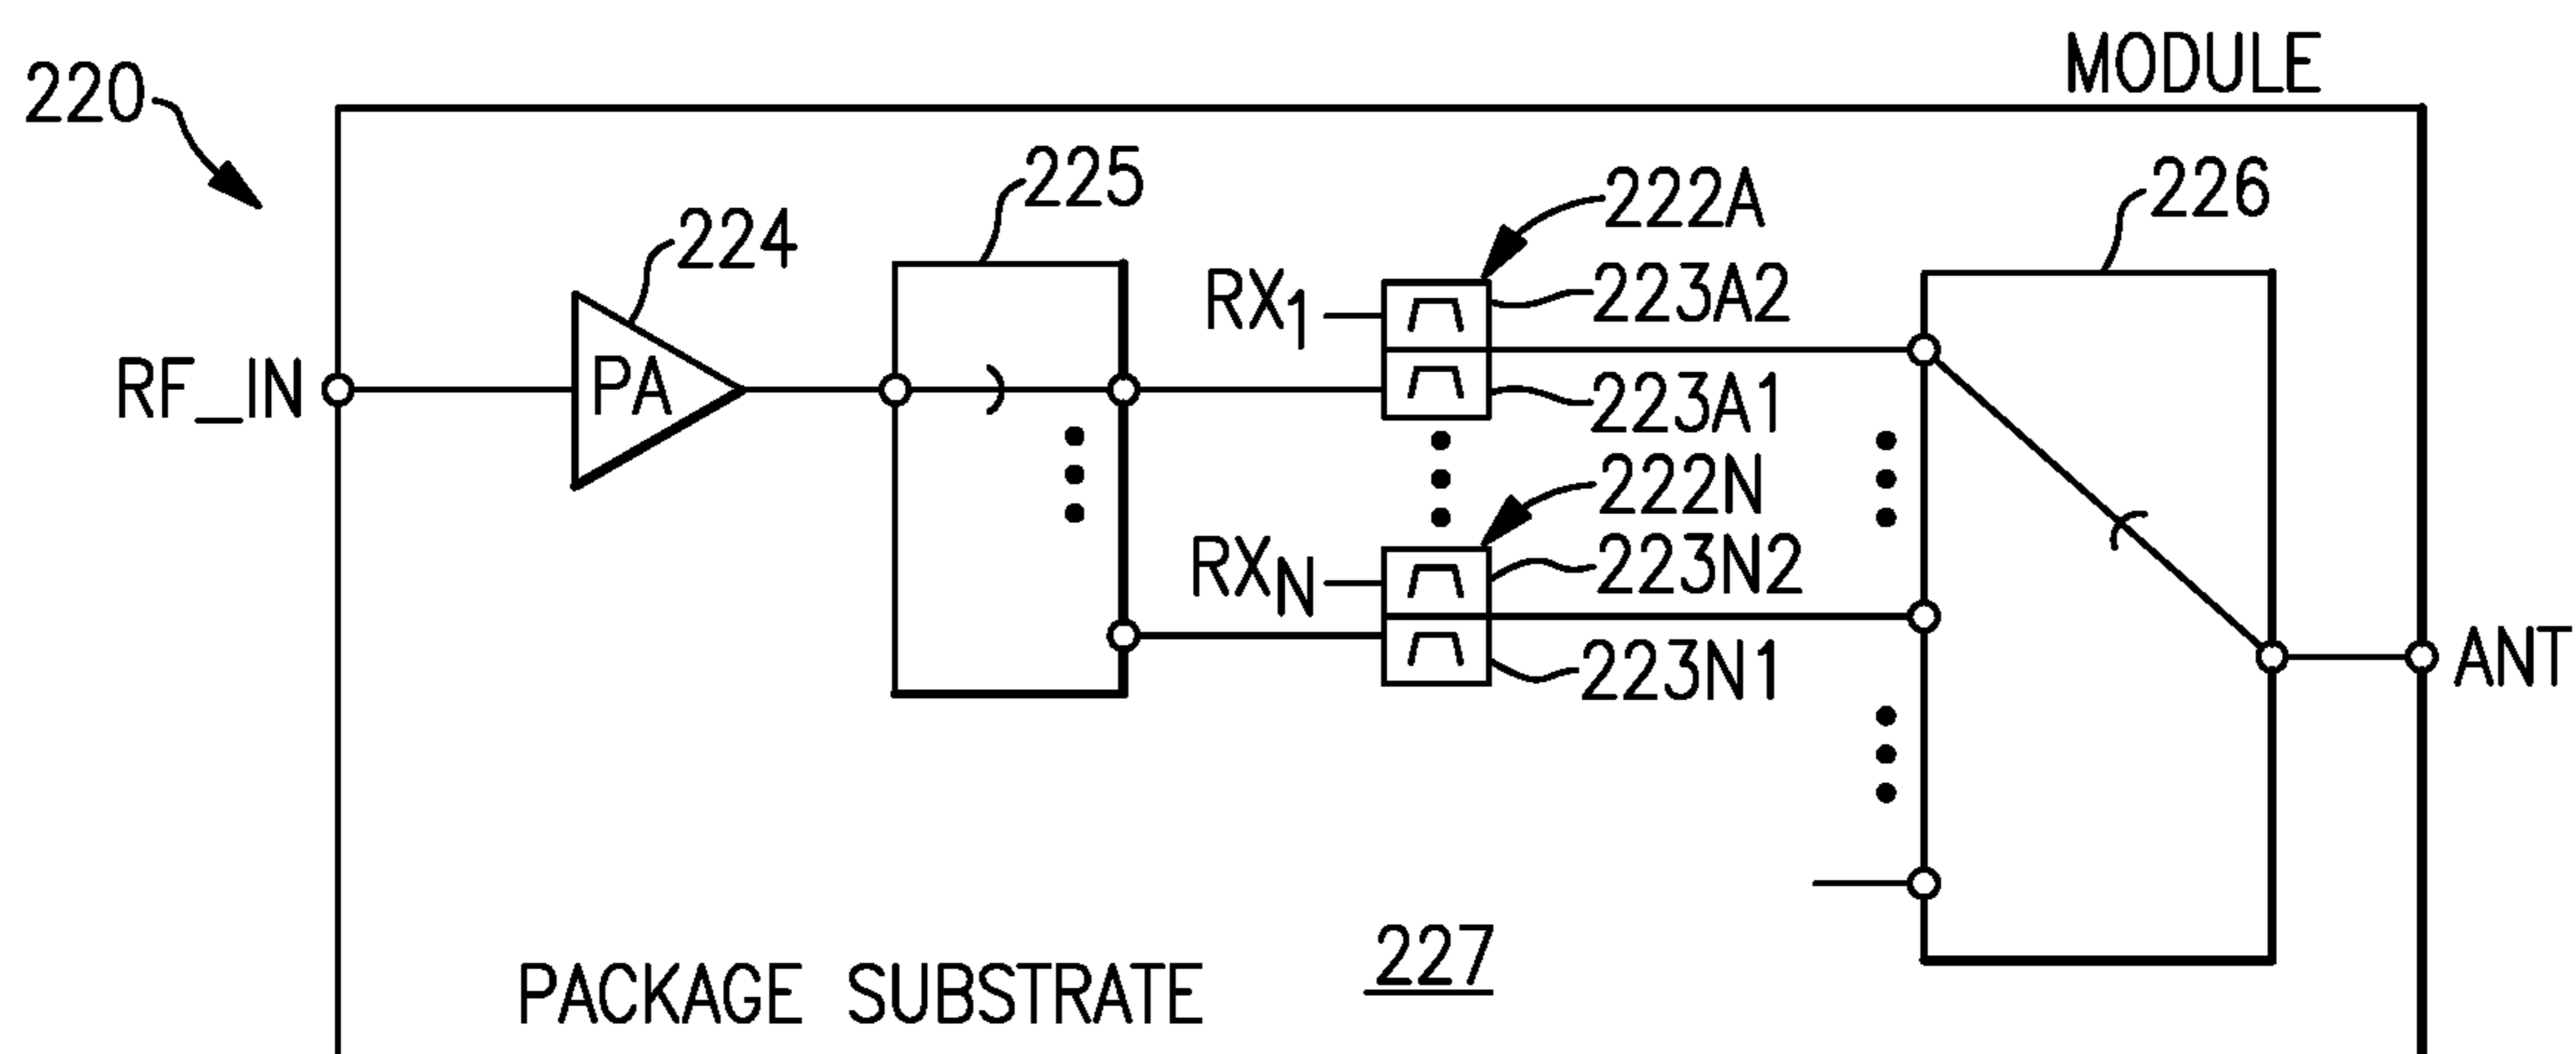 MODULE
220
225
222A
226
224
RX1
223A2
RF_IN
PA
223A1
222N
RXN
223N2
223N1
ANT
227
PACKAGE SUBSTRATE